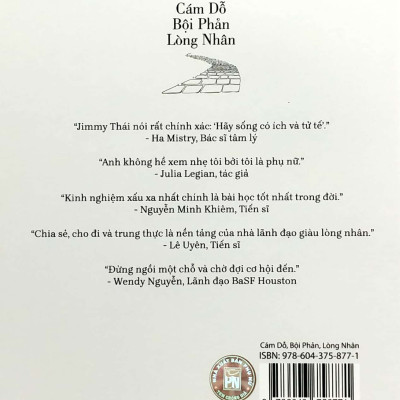 Cám Dỗ
Bội Phản
Lòng Nhân
“Jimmy Thái nói rất chính xác: ‘Hãy sống có ích và tử tế’.”
- Ha Mistry, Bác sĩ tâm lý
“Anh không hề xem nhẹ tôi bởi tôi là phụ nữ.”
- Julia Legian, tác giả
“Kinh nghiệm xấu xa nhất chính là bài học tốt nhất trong đời.”
- Nguyễn Minh Khiêm, Tiến sĩ
“Chia sẻ, cho đi và trung thực là nền tảng của nhà lãnh đạo giàu lòng nhân.”
- Lê Uyên, Tiến sĩ
“Đừng ngồi một chỗ và chờ đợi cơ hội đến.”
- Wendy Nguyễn, Lãnh đạo BaSF Houston
Cám Dỗ, Bội Phản, Lòng Nhân
ISBN: 978-604-375-877-1
PN